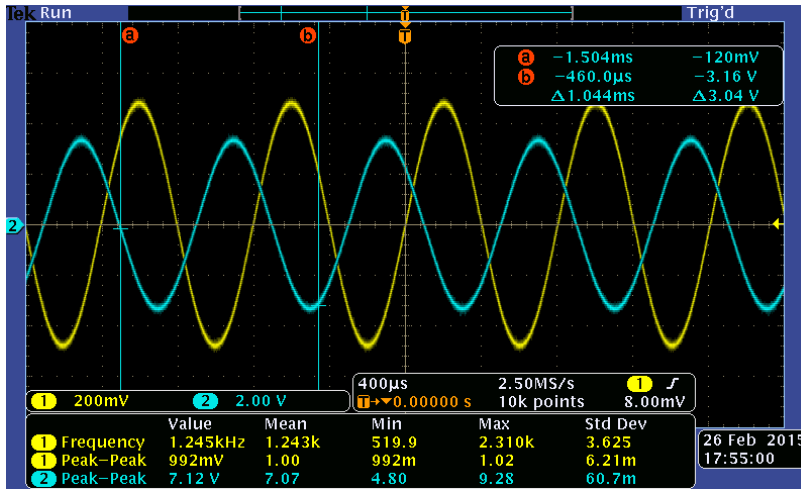 Tek Run Trig'd
a b T
T
a −1.504ms −120mV
b −460.0µs −3.16 V
Δ1.044ms Δ3.04 V
2
1 200mV 2 2.00 V
400µs 2.50MS/s 1
T→▼0.00000 s 10k points 8.00mV
Value Mean Min Max Std Dev
1 Frequency 1.245kHz 1.243k 519.9 2.310k 3.625
1 Peak−Peak 992mV 1.00 992m 1.02 6.21m
2 Peak−Peak 7.12 V 7.07 4.80 9.28 60.7m
26 Feb 2015
17:55:00